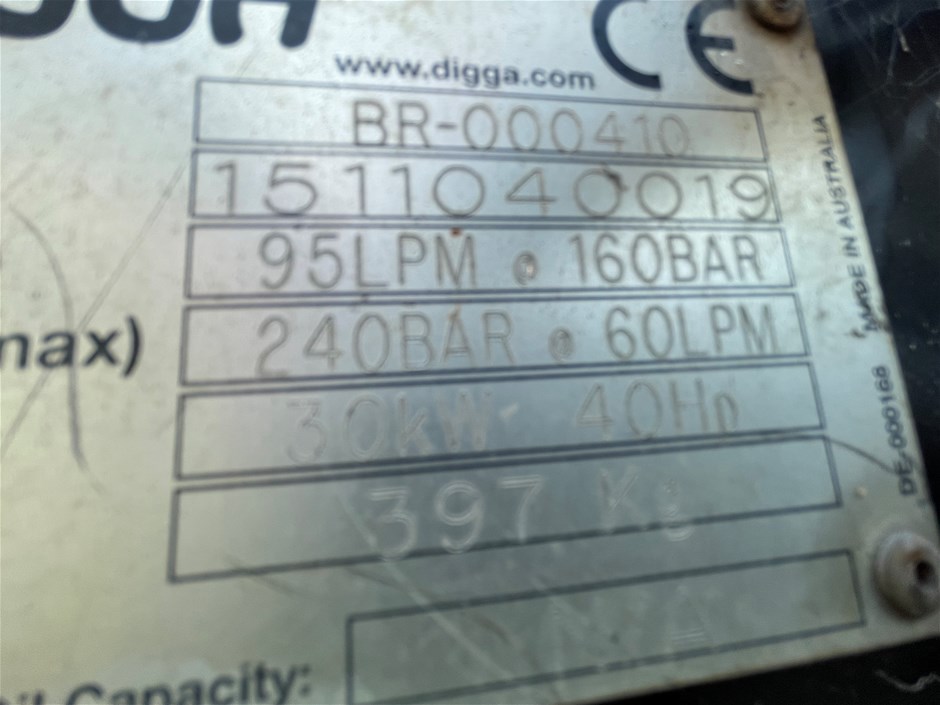 www.digga.com
CE
BR-000410
1511040019
95LPM @ 160BAR
max)
240BAR @ 60LPM
30kW 40Hp
397 Kg
Capacity:
MADE IN AUSTRALIA
DE-000168